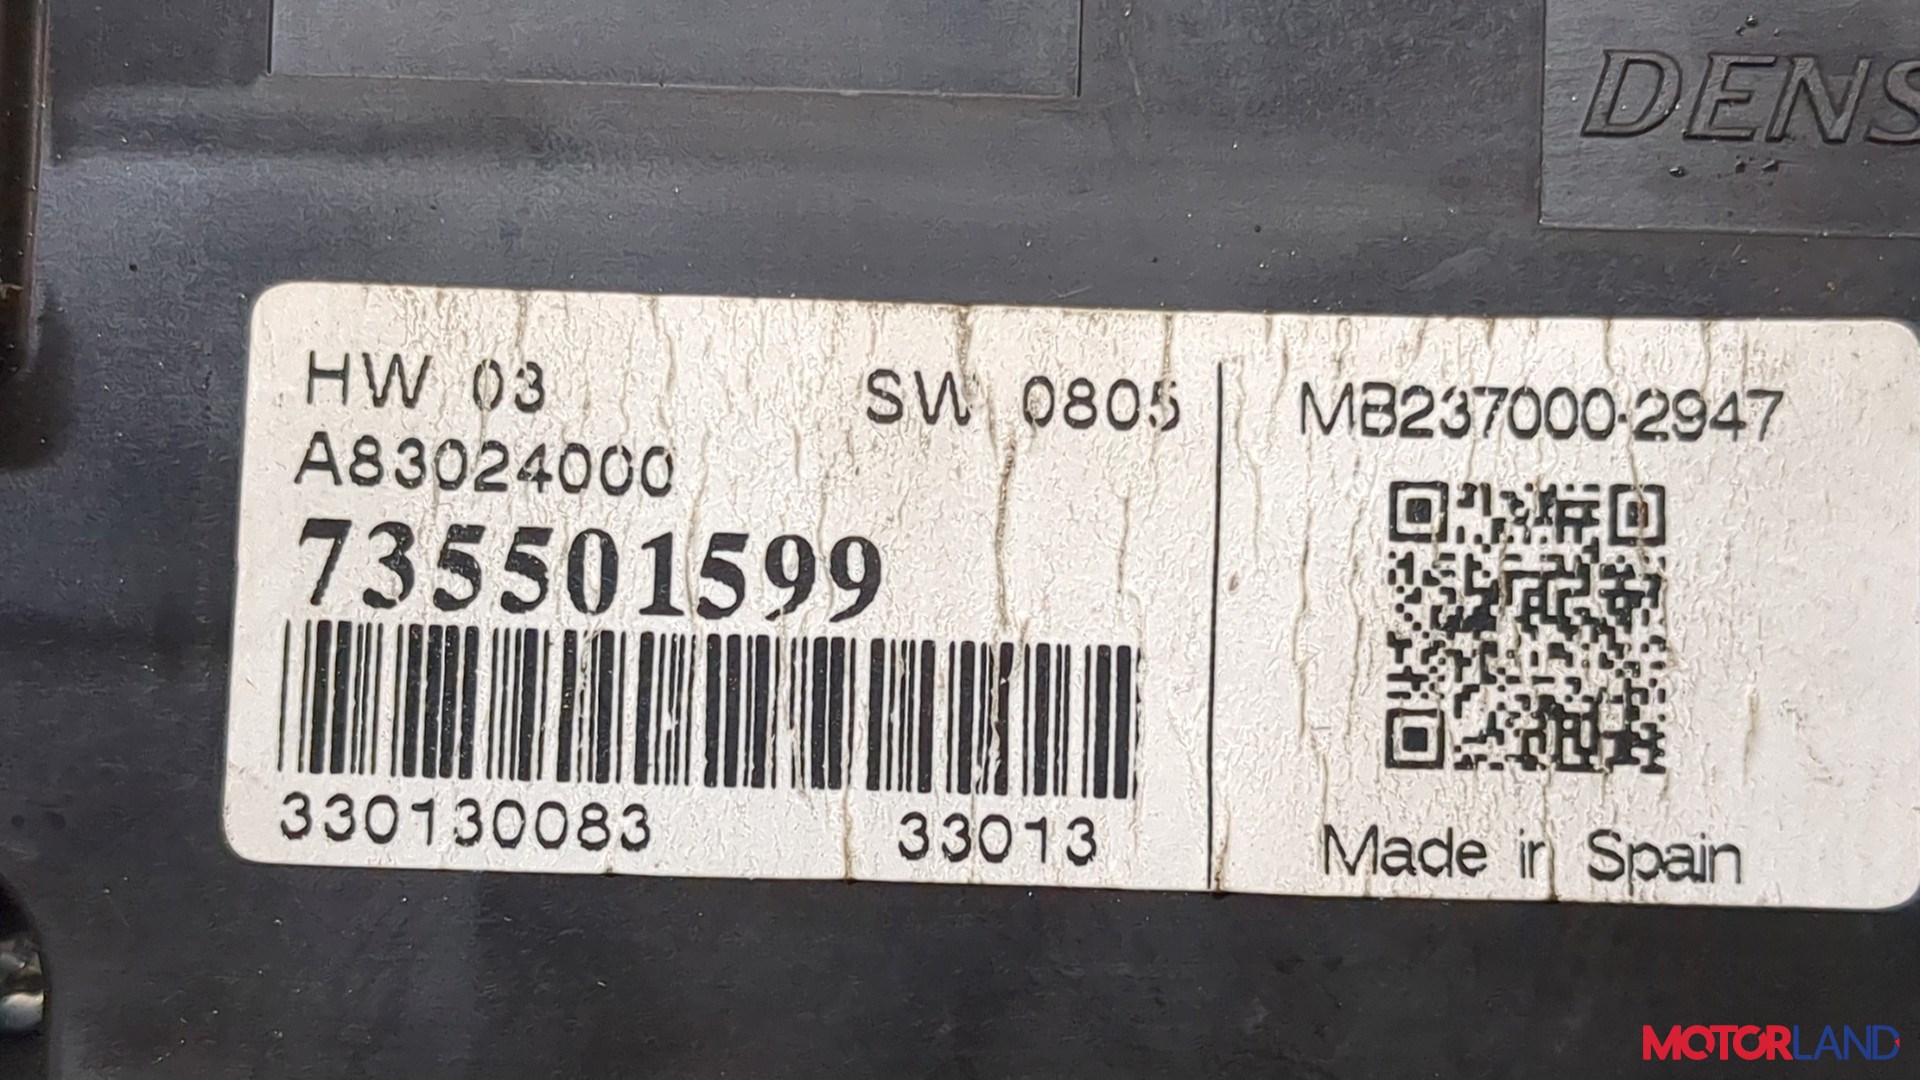 DENS
HW 03 SW 0805
A83024000
735501599
330130083 33013
MB237000-2947
Made in Spain
MOTORLAND